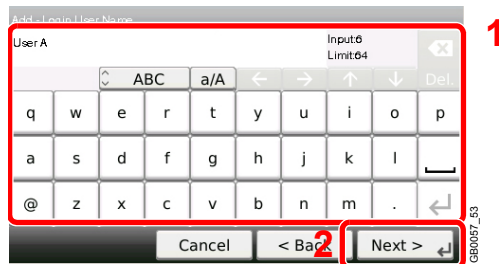 Add - Login User Name
1
User A
Input:6
Limit:64
ABC a/A Del.
q w e r t y u i o p
a s d f g h j k l
@ z x c v b n m .
2
Cancel < Back Next >
GB0057_53